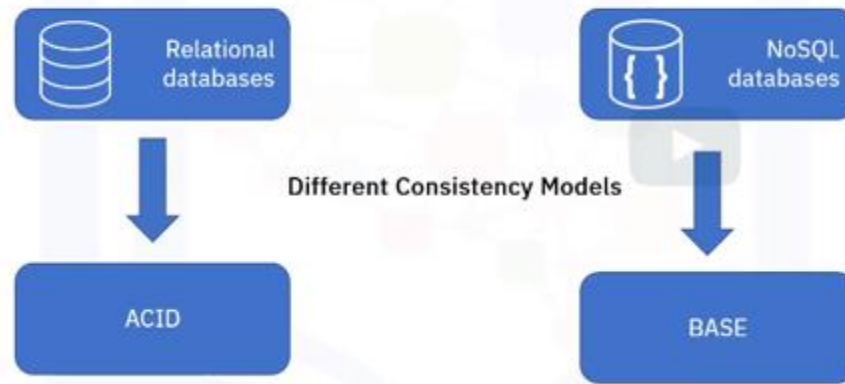 Relational
databases
NoSQL
databases
{ }
Different Consistency Models
ACID
BASE